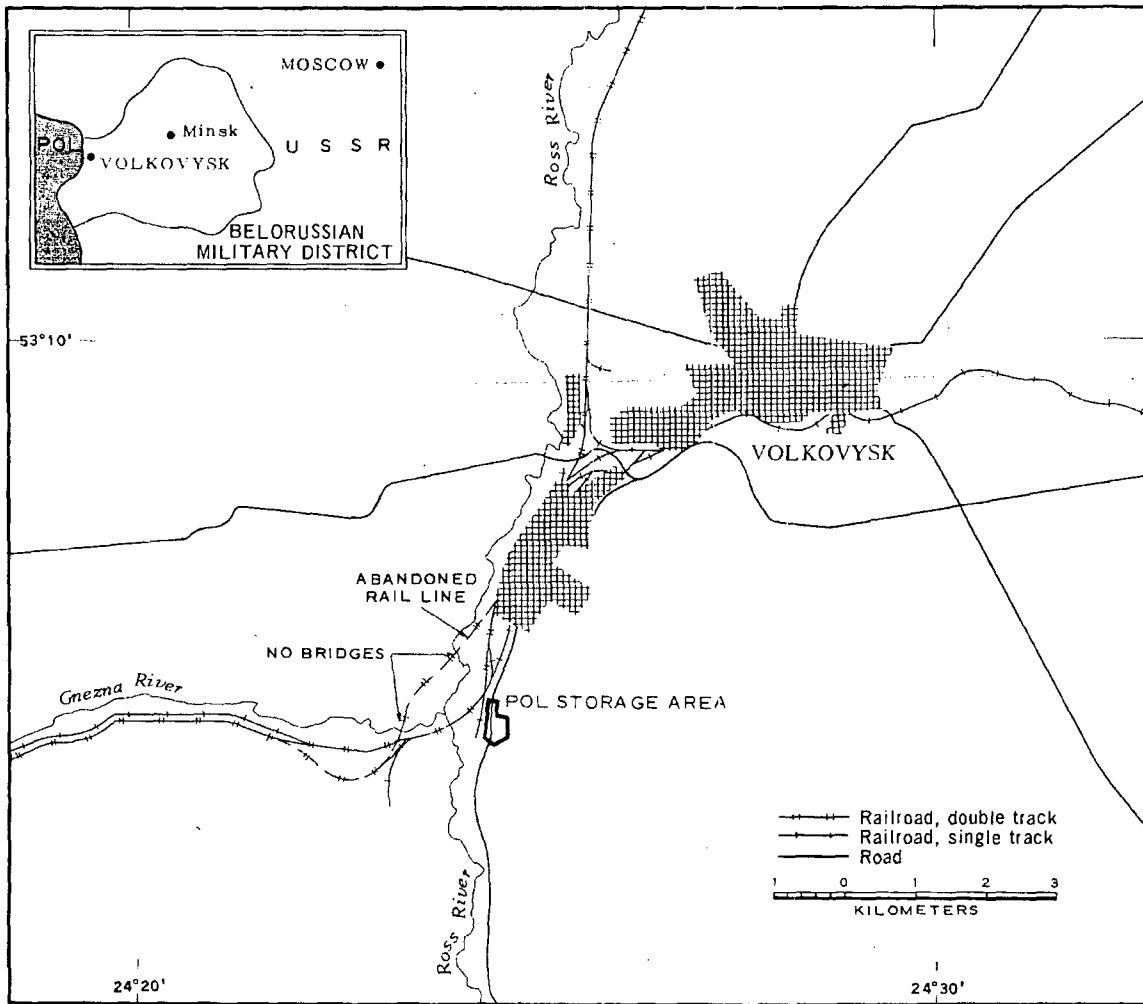 MOSCOW
Minsk
POL
VOLKOVYSK
U S S R
BELORUSSIAN
MILITARY DISTRICT
Ross River
53°10'
VOLKOVYSK
ABANDONED
RAIL LINE
NO BRIDGES
Gnezna River
POL STORAGE AREA
Railroad, double track
Railroad, single track
Road
1 0 1 2 3
KILOMETERS
Ross River
24°20'
24°30'